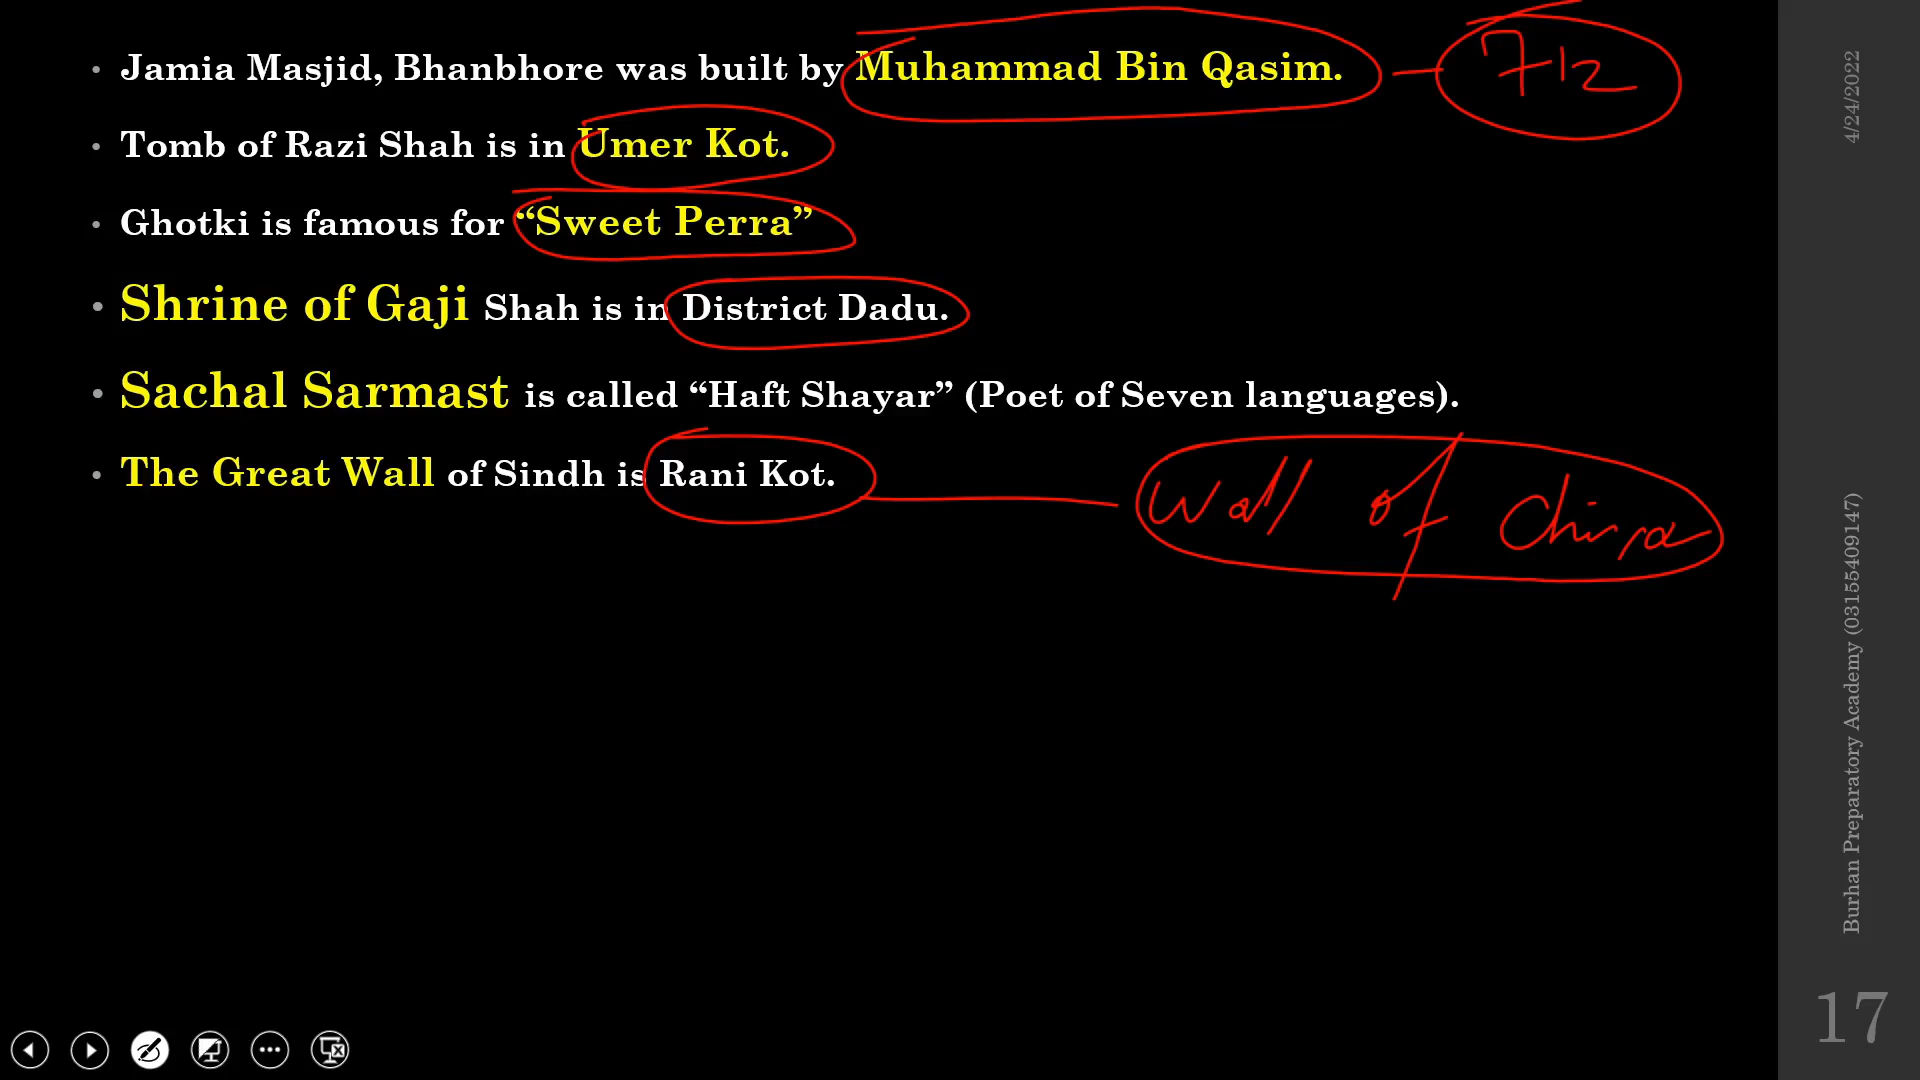 • Jamia Masjid, Bhanbhore was built by Muhammad Bin Qasim. 712
• Tomb of Razi Shah is in Umer Kot.
• Ghotki is famous for “Sweet Perra”
• Shrine of Gaji Shah is in District Dadu.
• Sachal Sarmast is called “Haft Shayar” (Poet of Seven languages).
• The Great Wall of Sindh is Rani Kot.
Wall of China
4/24/2022
Burhan Preparatory Academy (03155409147)
17